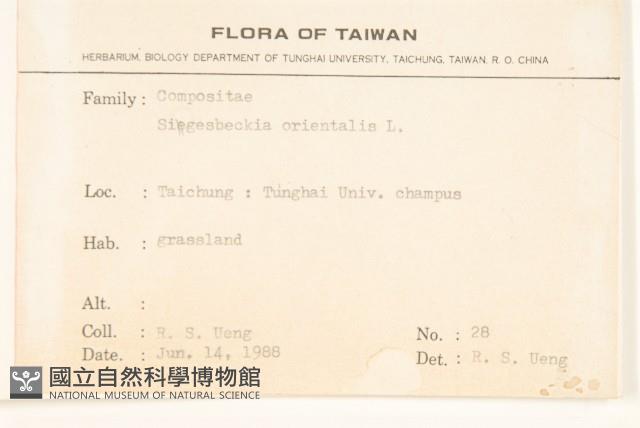 FLORA OF TAIWAN
HERBARIUM, BIOLOGY DEPARTMENT OF TUNGHAI UNIVERSITY, TAICHUNG, TAIWAN, R. O. CHINA
Family : Compositae
Siegesbeckia orientalis L.
Loc. : Taichung : Tunghai Univ. champus
Hab. : grassland
Alt. :
Coll. : R. S. Ueng No. : 28
Date. : Jun. 14, 1988 Det. : R. S. Ueng
國立自然科學博物館
NATIONAL MUSEUM OF NATURAL SCIENCE